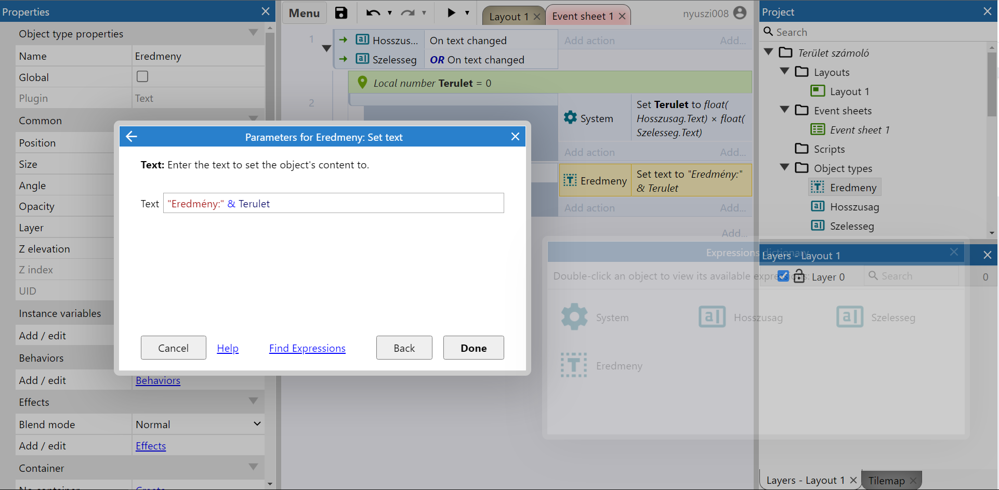 Properties
Object type properties
Name Eredmeny
Global
Plugin Text
Common
Position
Size
Angle
Opacity
Layer
Z elevation
Z index
UID
Instance variables
Add / edit
Behaviors
Add / edit Behaviors
Effects
Blend mode Normal
Add / edit Effects
Container
Menu
Layout 1
Event sheet 1
nyuszi008
1
Hosszus... On text changed
Add action Add...
Szelesseg OR On text changed
Local number Terulet = 0
2
System
Set Terulet to float(
Hosszusag.Text) × float(
Szelesseg.Text)
Add action Add...
Eredmeny
Set text to "Eredmény:"
& Terulet
Add action Add...
Add...
Parameters for Eredmeny: Set text
Text: Enter the text to set the object's content to.
Text "Eredmény:" & Terulet
Cancel Help Find Expressions Back Done
Expressions dictionary
Double-click an object to view its available expressions:
Search
System Hosszusag Szelesseg
Eredmeny
Project
Search
Terület számoló
Layouts
Layout 1
Event sheets
Event sheet 1
Scripts
Object types
Eredmeny
Hosszusag
Szelesseg
Layers - Layout 1
Layer 0 0
Layers - Layout 1
Tilemap